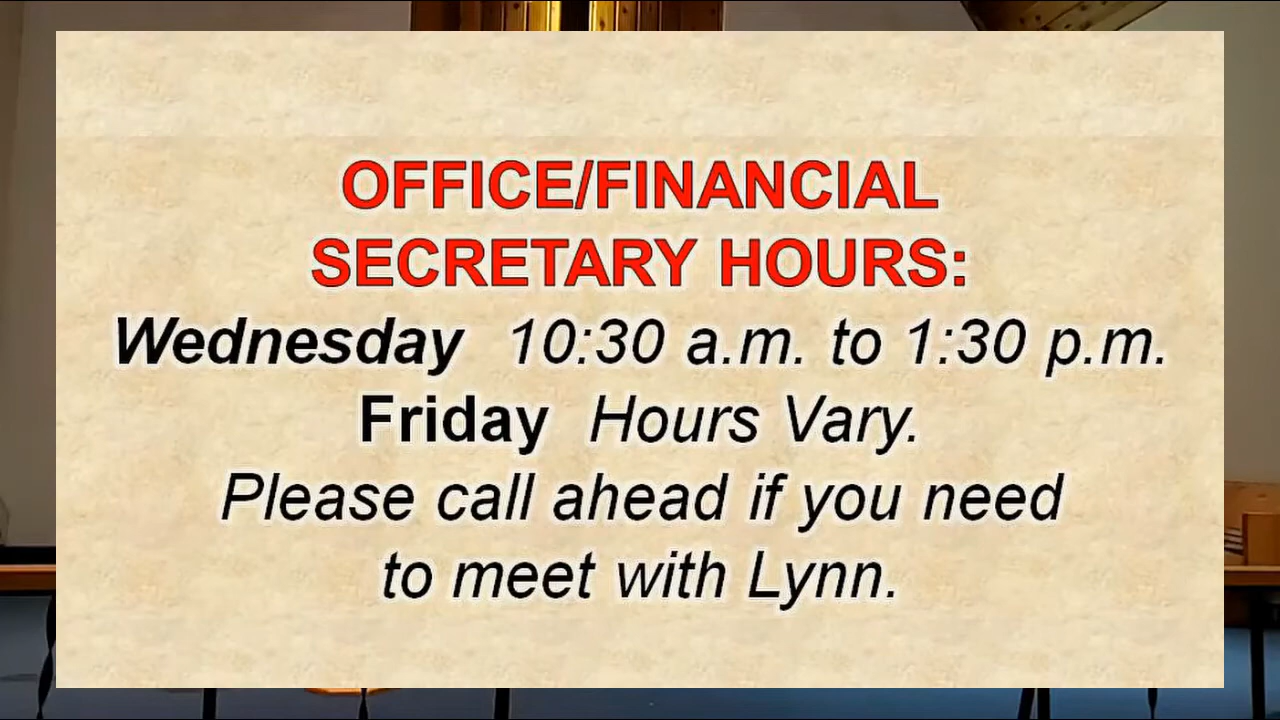 OFFICE/FINANCIAL
SECRETARY HOURS:
Wednesday 10:30 a.m. to 1:30 p.m.
Friday Hours Vary.
Please call ahead if you need
to meet with Lynn.